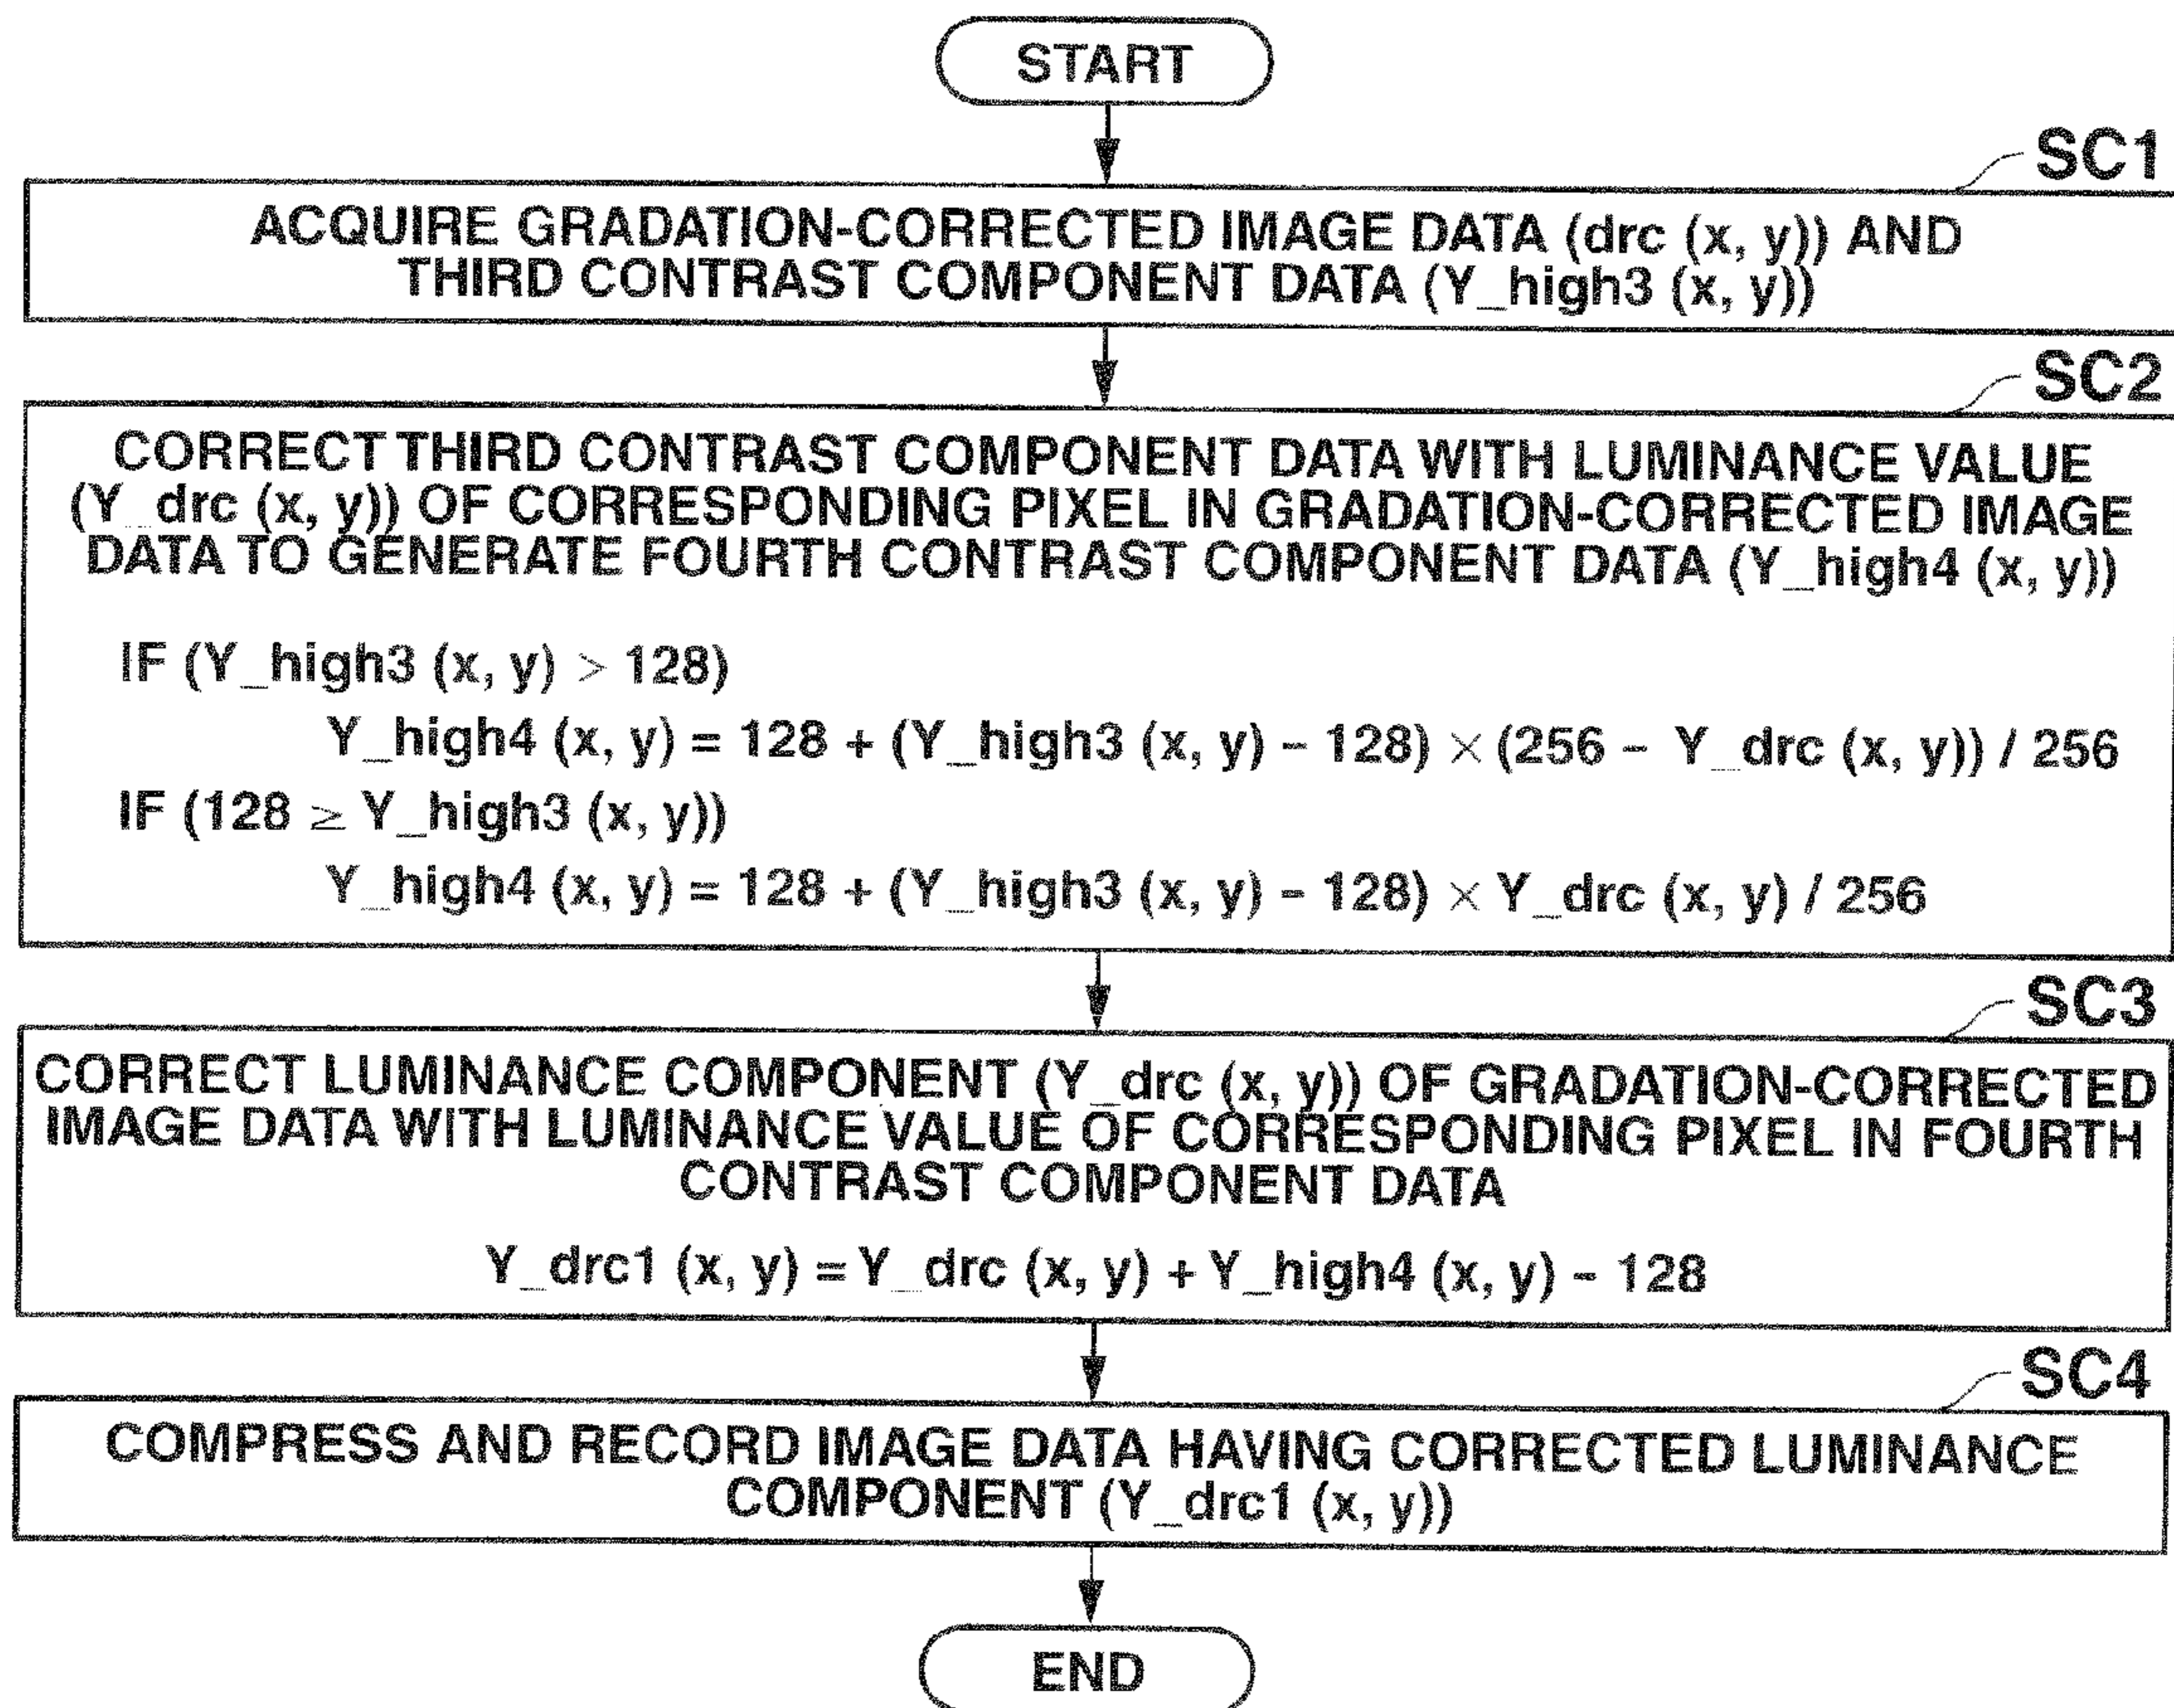 START
SC1
ACQUIRE GRADATION-CORRECTED IMAGE DATA (drc (x, y)) AND
THIRD CONTRAST COMPONENT DATA (Y_high3 (x, y))
SC2
CORRECT THIRD CONTRAST COMPONENT DATA WITH LUMINANCE VALUE
(Y_drc (x, y)) OF CORRESPONDING PIXEL IN GRADATION-CORRECTED IMAGE
DATA TO GENERATE FOURTH CONTRAST COMPONENT DATA (Y_high4 (x, y))
IF (Y_high3 (x, y) > 128)
Y_high4 (x, y) = 128 + (Y_high3 (x, y) – 128) × (256 – Y_drc (x, y)) / 256
IF (128 ≥ Y_high3 (x, y))
Y_high4 (x, y) = 128 + (Y_high3 (x, y) – 128) × Y_drc (x, y) / 256
SC3
CORRECT LUMINANCE COMPONENT (Y_drc (x, y)) OF GRADATION-CORRECTED
IMAGE DATA WITH LUMINANCE VALUE OF CORRESPONDING PIXEL IN FOURTH
CONTRAST COMPONENT DATA
Y_drc1 (x, y) = Y_drc (x, y) + Y_high4 (x, y) – 128
SC4
COMPRESS AND RECORD IMAGE DATA HAVING CORRECTED LUMINANCE
COMPONENT (Y_drc1 (x, y))
END